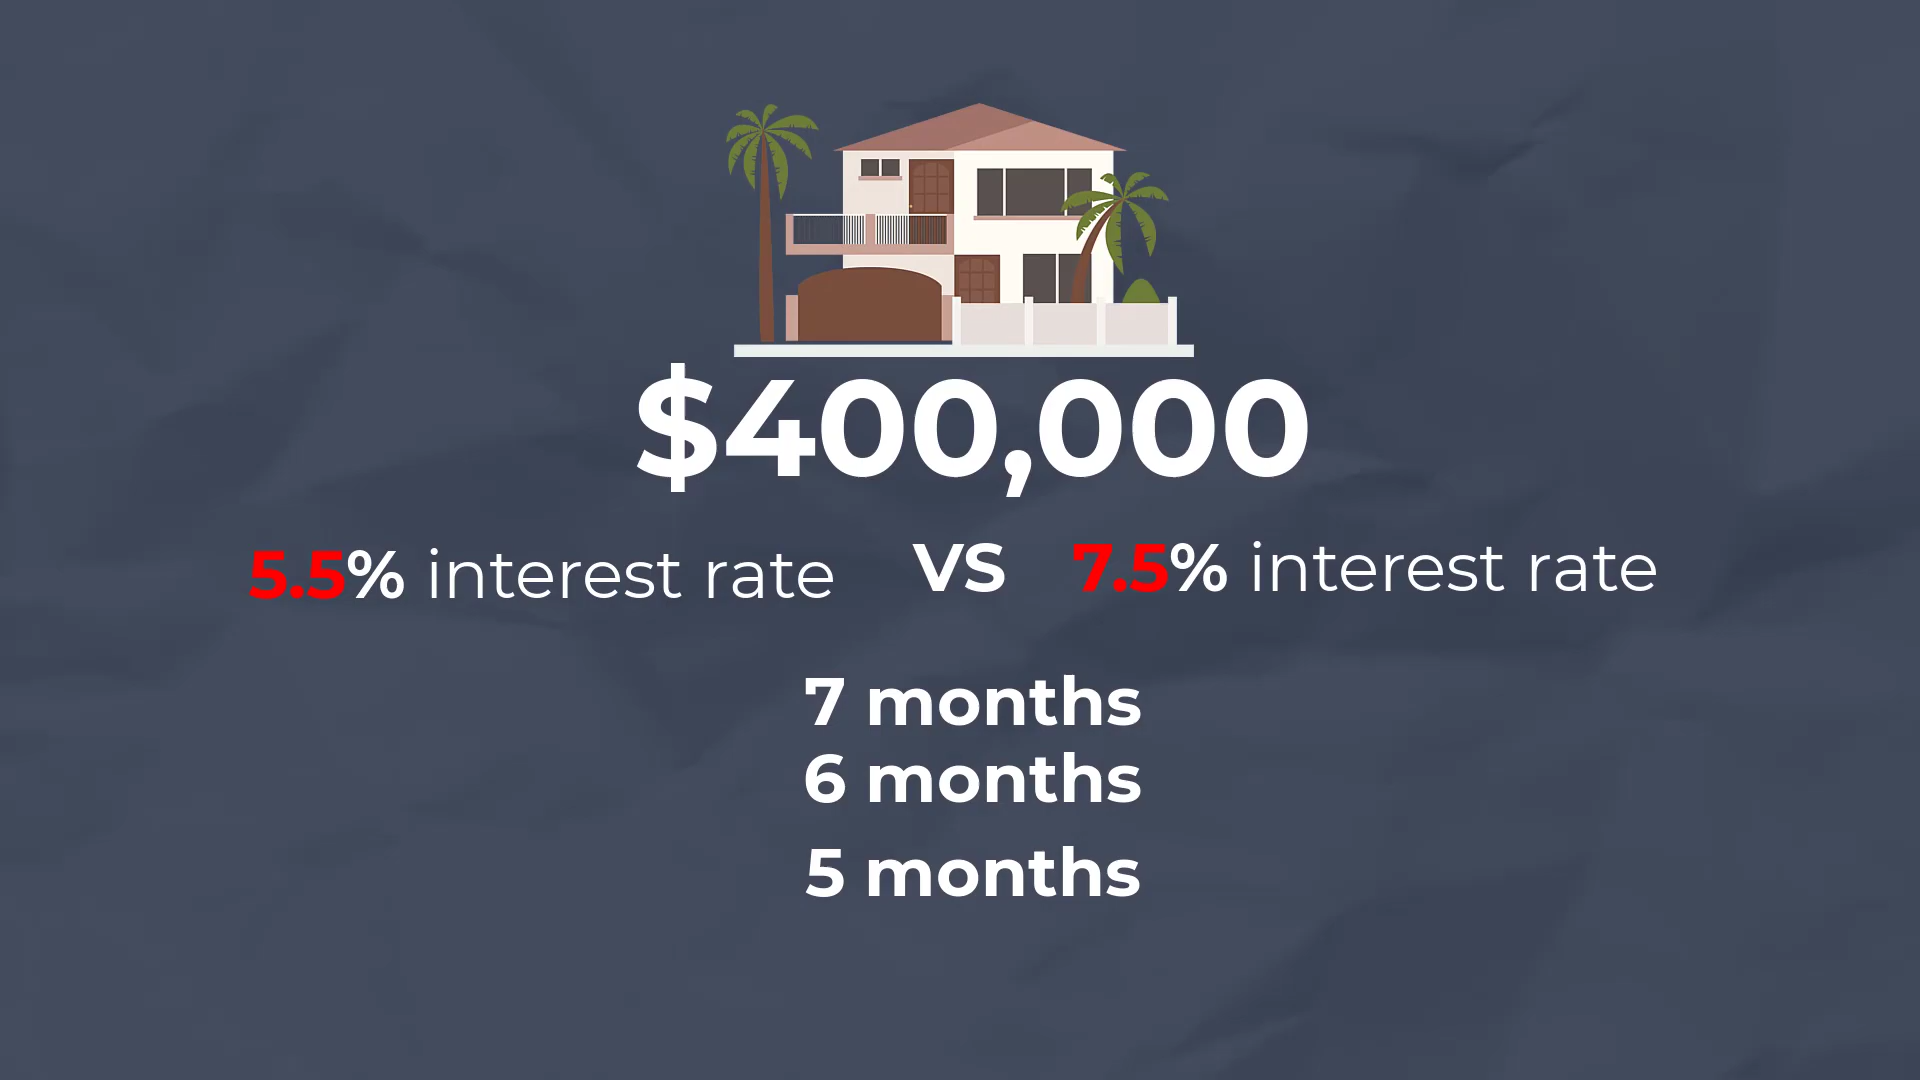 $400,000
5.5% interest rate VS 7.5% interest rate
7 months
6 months
5 months